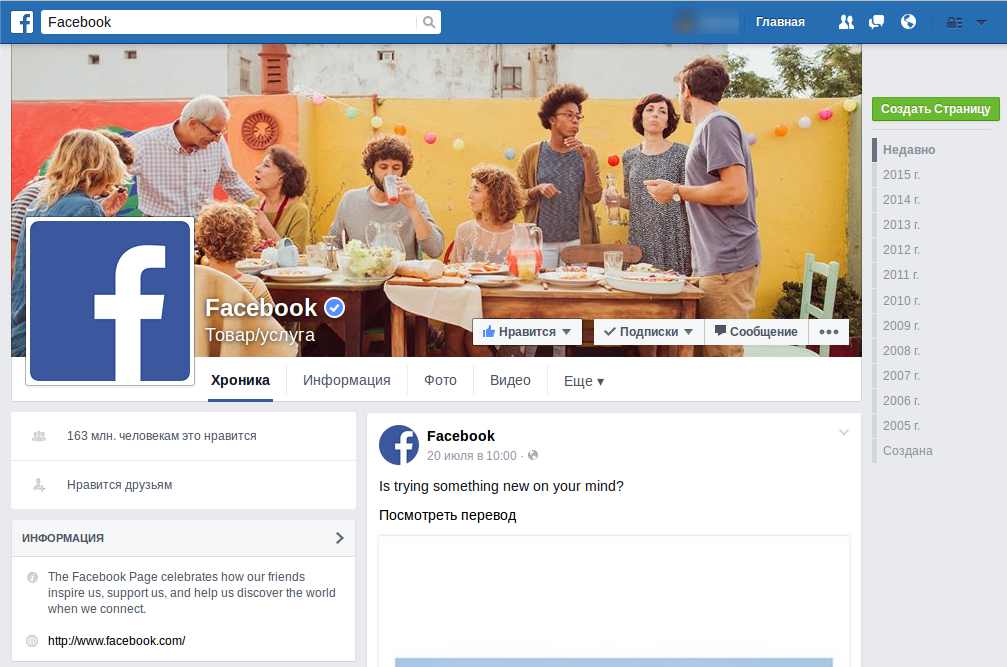 Facebook
Главная
Создать Страницу
Недавно
2015 г.
2014 г.
2013 г.
2012 г.
2011 г.
2010 г.
2009 г.
2008 г.
2007 г.
2006 г.
2005 г.
Создана
Facebook
Товар/услуга
Нравится
Подписки
Сообщение
Хроника
Информация
Фото
Видео
Еще ▾
163 млн. человекам это нравится
Нравится друзьям
ИНФОРМАЦИЯ
The Facebook Page celebrates how our friends
inspire us, support us, and help us discover the world
when we connect.
http://www.facebook.com/
Facebook
20 июля в 10:00 ·
Is trying something new on your mind?
Посмотреть перевод